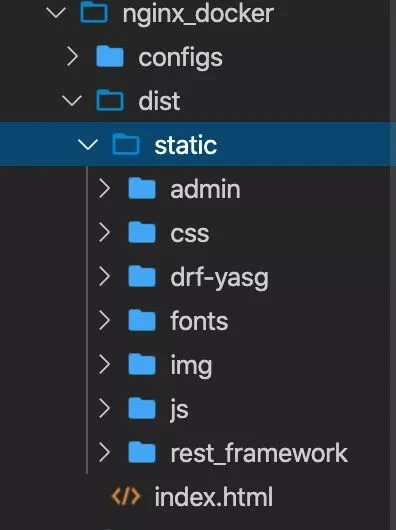 nginx_docker
configs
dist
static
admin
css
drf-yasg
fonts
img
js
rest_framework
index.html